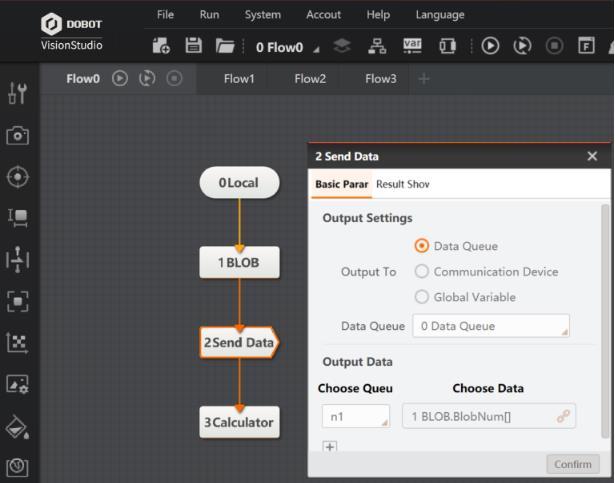 DOBOT
VisionStudio
File Run System Accout Help Language
0 Flow0
var
F
Flow0 Flow1 Flow2 Flow3 +
0Local
1BLOB
2Send Data
3Calculator
2 Send Data
Basic Parar Result Shov
Output Settings
Output To
Data Queue
Communication Device
Global Variable
Data Queue 0 Data Queue
Output Data
Choose Queu Choose Data
n1 1 BLOB.BlobNum[]
+
Confirm